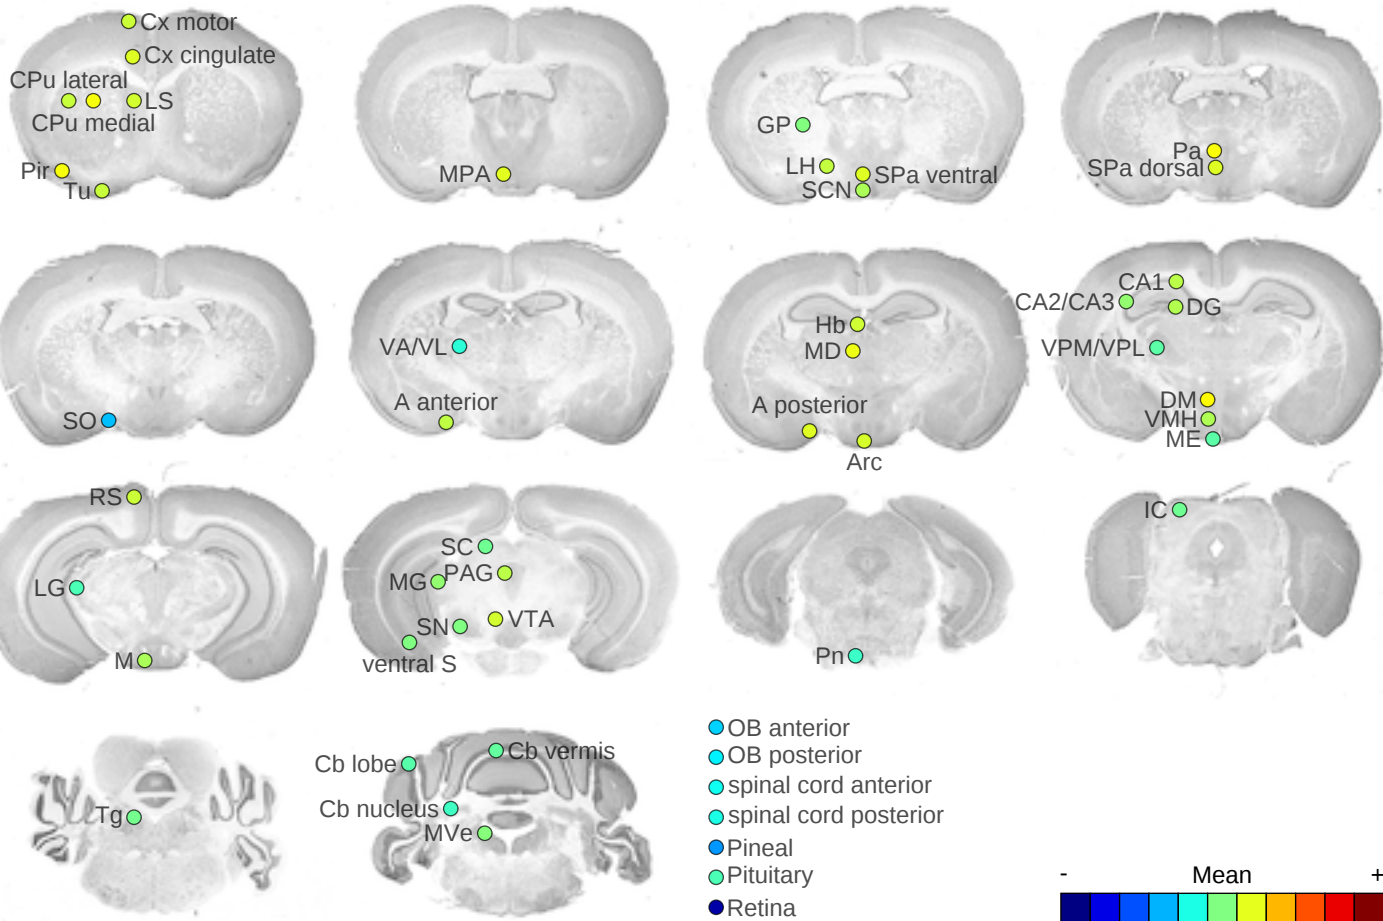 Cx motor
Cx cingulate
CPu lateral
LS
CPu medial
Pir
Tu
MPA
GP
LH
SPa ventral
SCN
Pa
SPa dorsal
SO
VA/VL
A anterior
Hb
MD
A posterior
Arc
CA1
CA2/CA3
DG
VPM/VPL
DM
VMH
ME
RS
LG
M
SC
MG
PAG
SN
VTA
ventral S
Pn
IC
Tg
Cb lobe
Cb vermis
Cb nucleus
MVe
OB anterior
OB posterior
spinal cord anterior
spinal cord posterior
Pineal
Pituitary
Retina
- Mean +